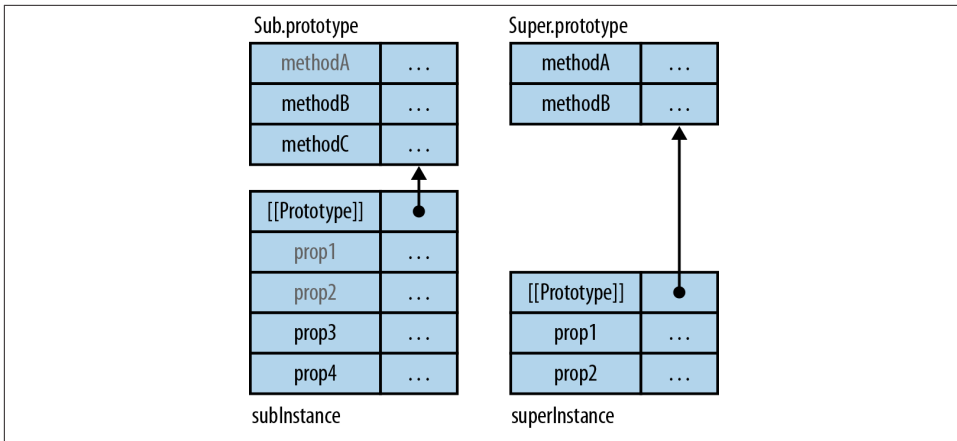 Sub.prototype
methodA ...
methodB ...
methodC ...
[[Prototype]]
prop1 ...
prop2 ...
prop3 ...
prop4 ...
subInstance
Super.prototype
methodA ...
methodB ...
[[Prototype]]
prop1 ...
prop2 ...
superInstance